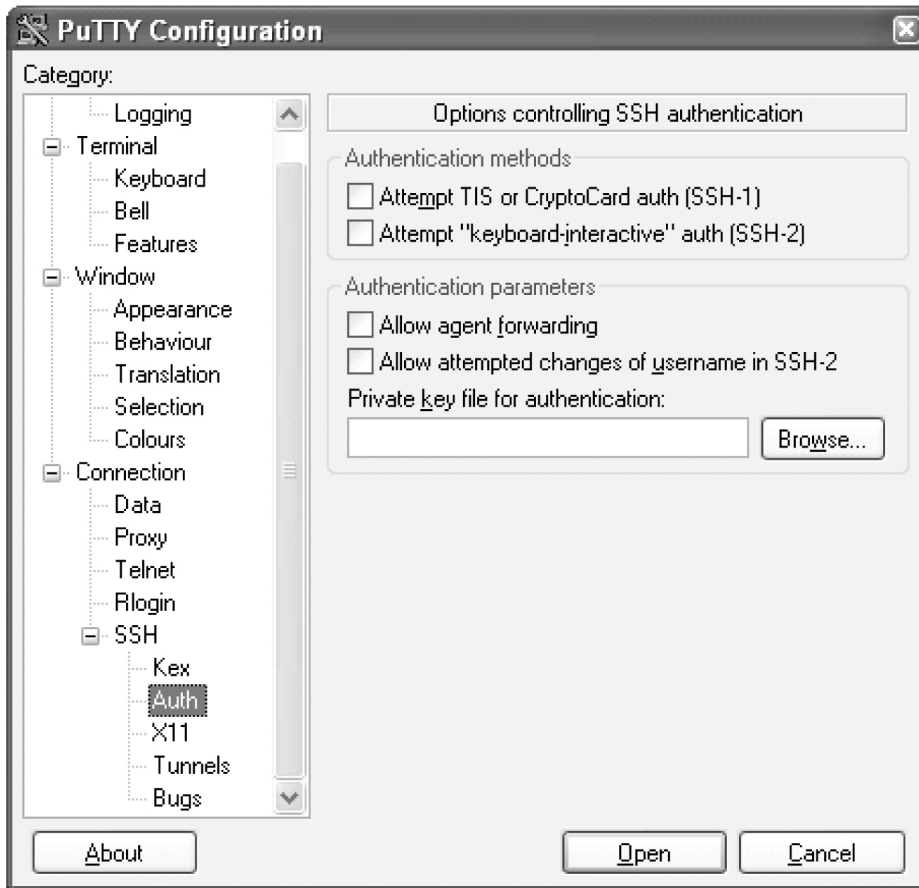 PuTTY Configuration
Category:
Logging
Terminal
Keyboard
Bell
Features
Window
Appearance
Behaviour
Translation
Selection
Colours
Connection
Data
Proxy
Telnet
Rlogin
SSH
Kex
Auth
X11
Tunnels
Bugs
Options controlling SSH authentication
Authentication methods
Attempt TIS or CryptoCard auth (SSH-1)
Attempt "keyboard-interactive" auth (SSH-2)
Authentication parameters
Allow agent forwarding
Allow attempted changes of username in SSH-2
Private key file for authentication:
Browse...
About
Open
Cancel